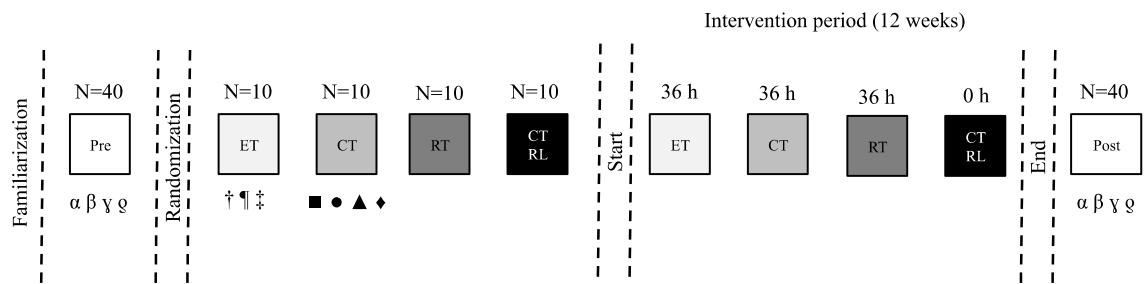 Intervention period (12 weeks)
Familiarization
N=40
Pre
α β γ ϱ
Randomization
N=10
N=10
N=10
N=10
ET
CT
RT
CT
RL
† ¶ ‡
■ ● ▲ ♦
Start
36 h
36 h
36 h
0 h
ET
CT
RT
CT
RL
End
N=40
Post
α β γ ϱ